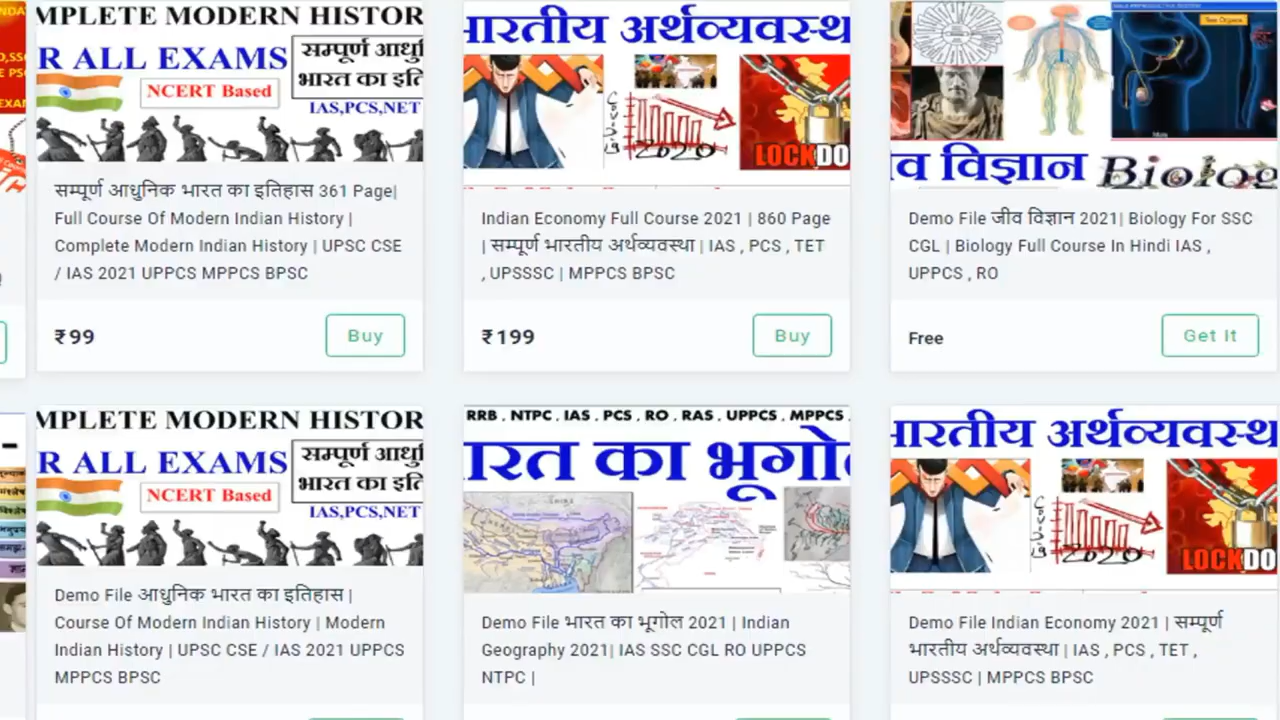 MPLETE MODERN HISTOR
R ALL EXAMS
सम्पूर्ण आधु
भारत का इति
NCERT Based
IAS,PCS,NET
सम्पूर्ण आधुनिक भारत का इतिहास 361 Page|
Full Course Of Modern Indian History |
Complete Modern Indian History | UPSC CSE
/ IAS 2021 UPPCS MPPCS BPSC
₹99
Buy
भारतीय अर्थव्यवस्थ
2020
LOCKDO
Indian Economy Full Course 2021 | 860 Page
| सम्पूर्ण भारतीय अर्थव्यवस्था | IAS , PCS , TET
, UPSSSC | MPPCS BPSC
₹199
Buy
व विज्ञान Biolog
Demo File जीव विज्ञान 2021| Biology For SSC
CGL | Biology Full Course In Hindi IAS ,
UPPCS , RO
Free
Get It
MPLETE MODERN HISTOR
R ALL EXAMS
सम्पूर्ण आधु
भारत का इति
NCERT Based
IAS,PCS,NET
Demo File आधुनिक भारत का इतिहास |
Course Of Modern Indian History | Modern
Indian History | UPSC CSE / IAS 2021 UPPCS
MPPCS BPSC
RRB . NTPC . IAS . PCS . RO . RAS . UPPCS . MPPCS .
ारत का भूगोल
Demo File भारत का भूगोल 2021 | Indian
Geography 2021| IAS SSC CGL RO UPPCS
NTPC |
भारतीय अर्थव्यवस्थ
2020
LOCKDO
Demo File Indian Economy 2021 | सम्पूर्ण
भारतीय अर्थव्यवस्था | IAS , PCS , TET ,
UPSSSC | MPPCS BPSC